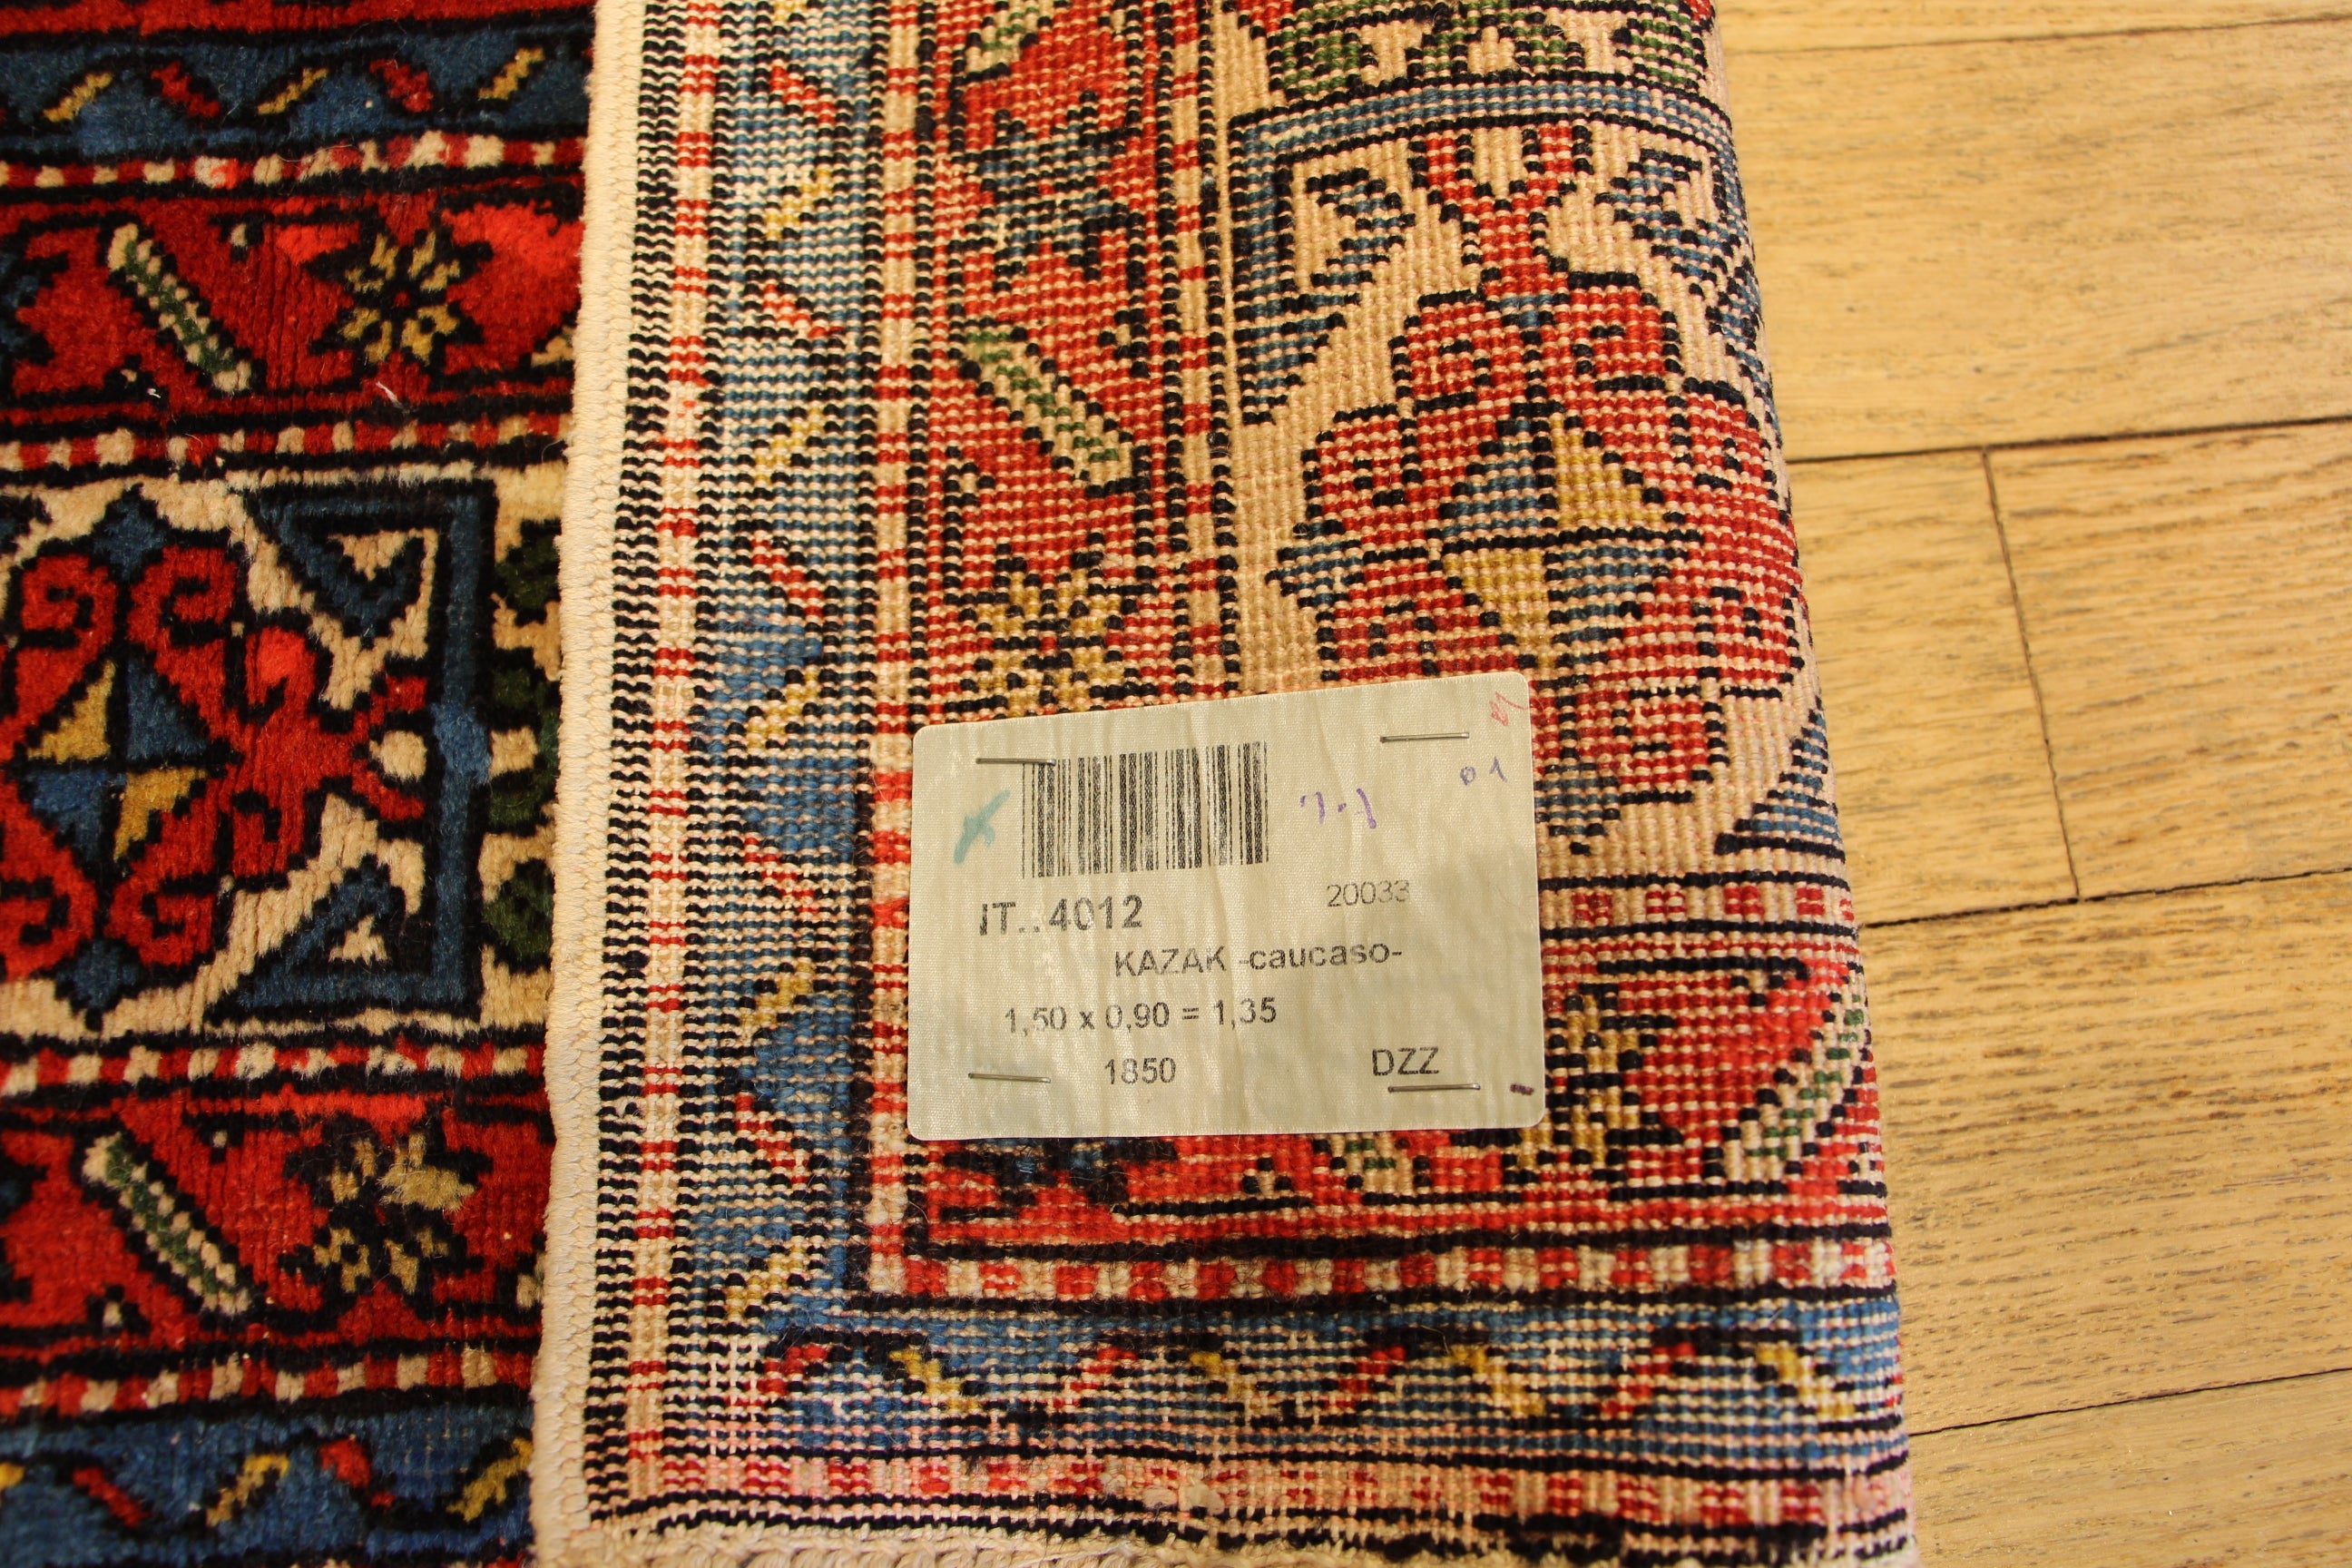 IT..4012
20033
KAZAK -caucaso-
1,50 x 0,90 = 1,35
1850 DZZ